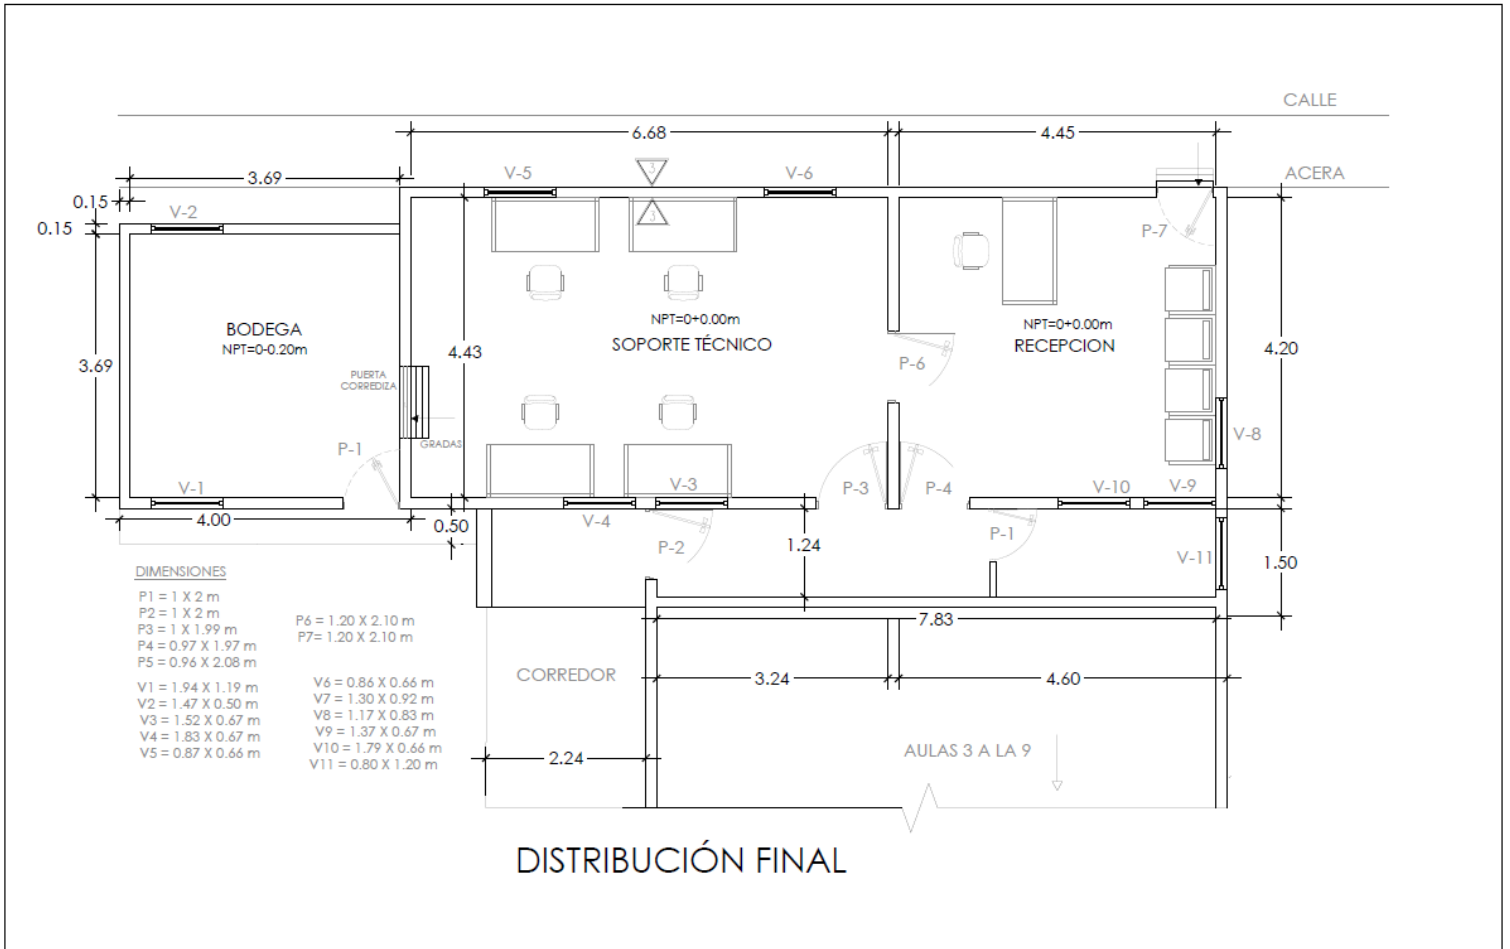 CALLE
6.68
4.45
ACERA
3.69
V-5
3
V-6
0.15
V-2
0.15
3
P-7
BODEGA
NPT=0-0.20m
NPT=0+0.00m
SOPORTE TÉCNICO
NPT=0+0.00m
RECEPCION
4.43
4.20
3.69
P-6
PUERTA
CORREDIZA
GRADAS
P-1
V-8
V-1
V-3
P-3
P-4
V-10
V-9
4.00
0.50
V-4
P-2
1.24
P-1
V-11
1.50
DIMENSIONES
P1 = 1 X 2 m
P2 = 1 X 2 m
P3 = 1 X 1.99 m
P4 = 0.97 X 1.97 m
P5 = 0.96 X 2.08 m
P6 = 1.20 X 2.10 m
P7= 1.20 X 2.10 m
V1 = 1.94 X 1.19 m
V2 = 1.47 X 0.50 m
V3 = 1.52 X 0.67 m
V4 = 1.83 X 0.67 m
V5 = 0.87 X 0.66 m
V6 = 0.86 X 0.66 m
V7 = 1.30 X 0.92 m
V8 = 1.17 X 0.83 m
V9 = 1.37 X 0.67 m
V10 = 1.79 X 0.66 m
V11 = 0.80 X 1.20 m
7.83
CORREDOR
3.24
4.60
2.24
AULAS 3 A LA 9
DISTRIBUCIÓN FINAL